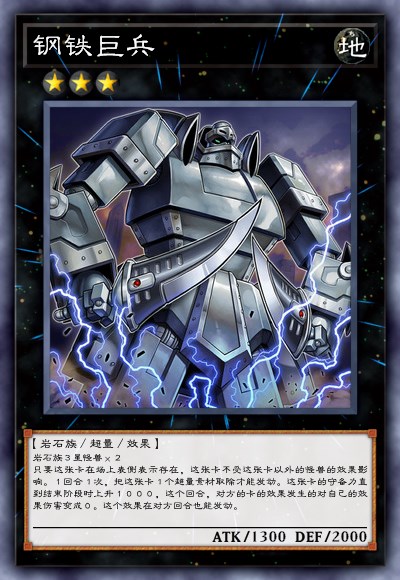 钢铁巨兵
地
【岩石族／超量／效果】
岩石族３星怪兽×２
只要这张卡在场上表侧表示存在，这张卡不受这张卡以外的怪兽的效果影
响。１回合１次，把这张卡１个超量素材取除才能发动。这张卡的守备力直
到结束阶段时上升１０００，这个回合，对方的卡的效果发生的对自己的效
果伤害变成０。这个效果在对方回合也能发动。
ATK/1300 DEF/2000